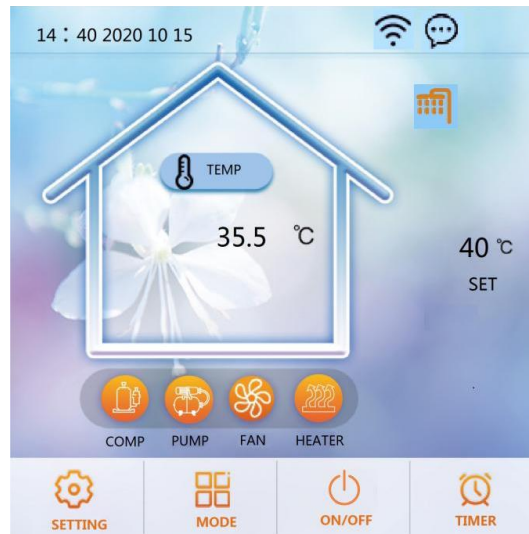 14：40 2020 10 15
TEMP
35.5 ℃
40 ℃
SET
COMP PUMP FAN HEATER
SETTING MODE ON/OFF TIMER